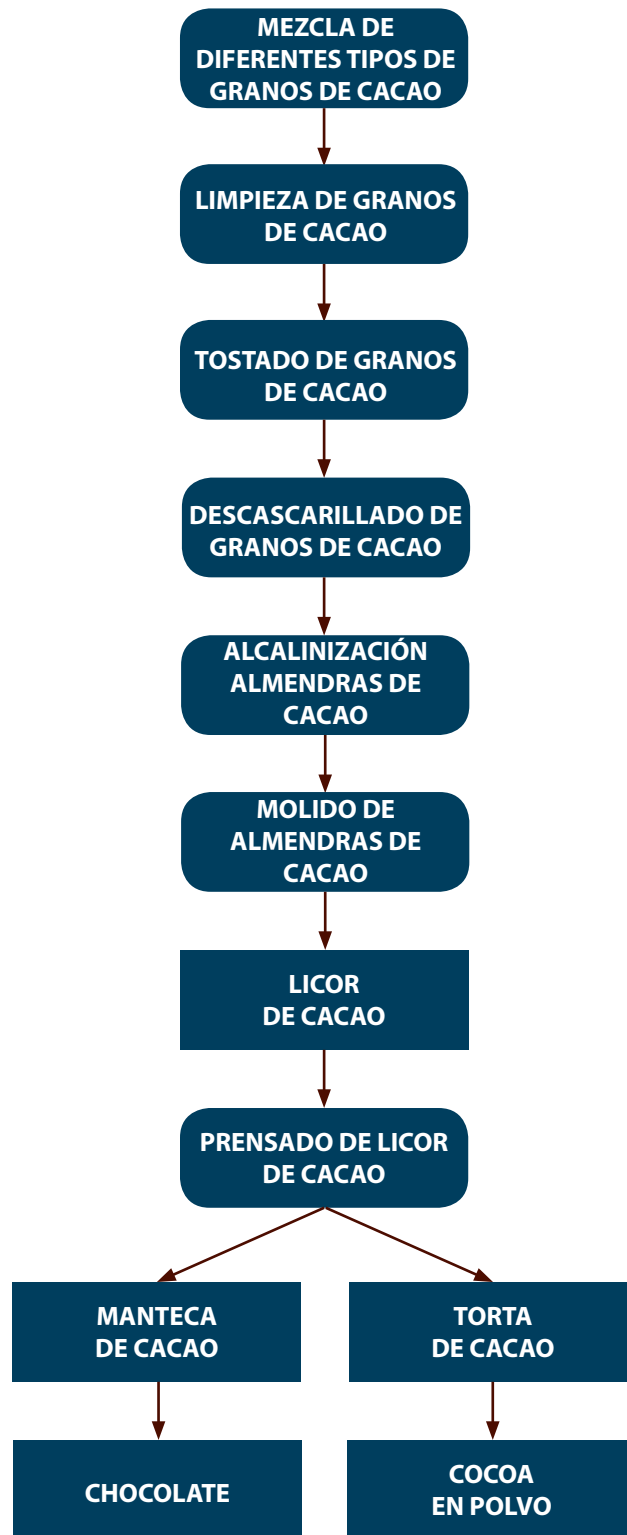 MEZCLA DE
DIFERENTES TIPOS DE
GRANOS DE CACAO
LIMPIEZA DE GRANOS
DE CACAO
TOSTADO DE GRANOS
DE CACAO
DESCASCARILLADO DE
GRANOS DE CACAO
ALCALINIZACIÓN
ALMENDRAS DE
CACAO
MOLIDO DE
ALMENDRAS DE
CACAO
LICOR
DE CACAO
PRENSADO DE LICOR
DE CACAO
MANTECA
DE CACAO
TORTA
DE CACAO
CHOCOLATE
COCOA
EN POLVO